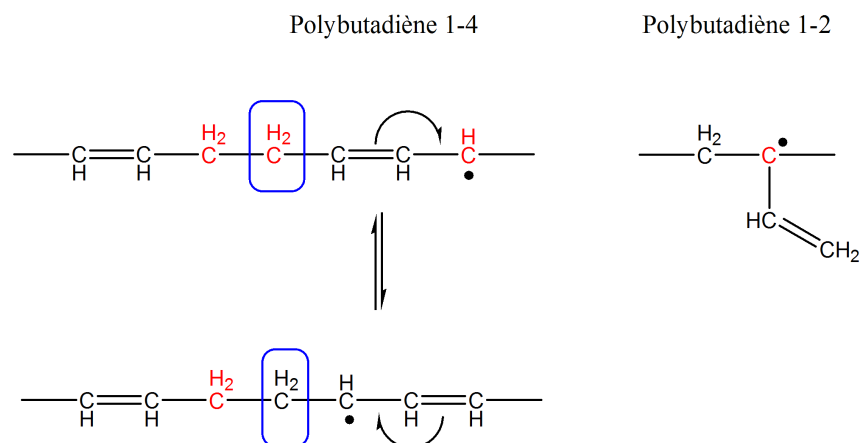 Polybutadiène 1-4 Polybutadiène 1-2
H2 H2 H
C C C C C C C
H H H H
H2
C C
HC
CH2
H2 H2 H
C C C C C C C
H H H H